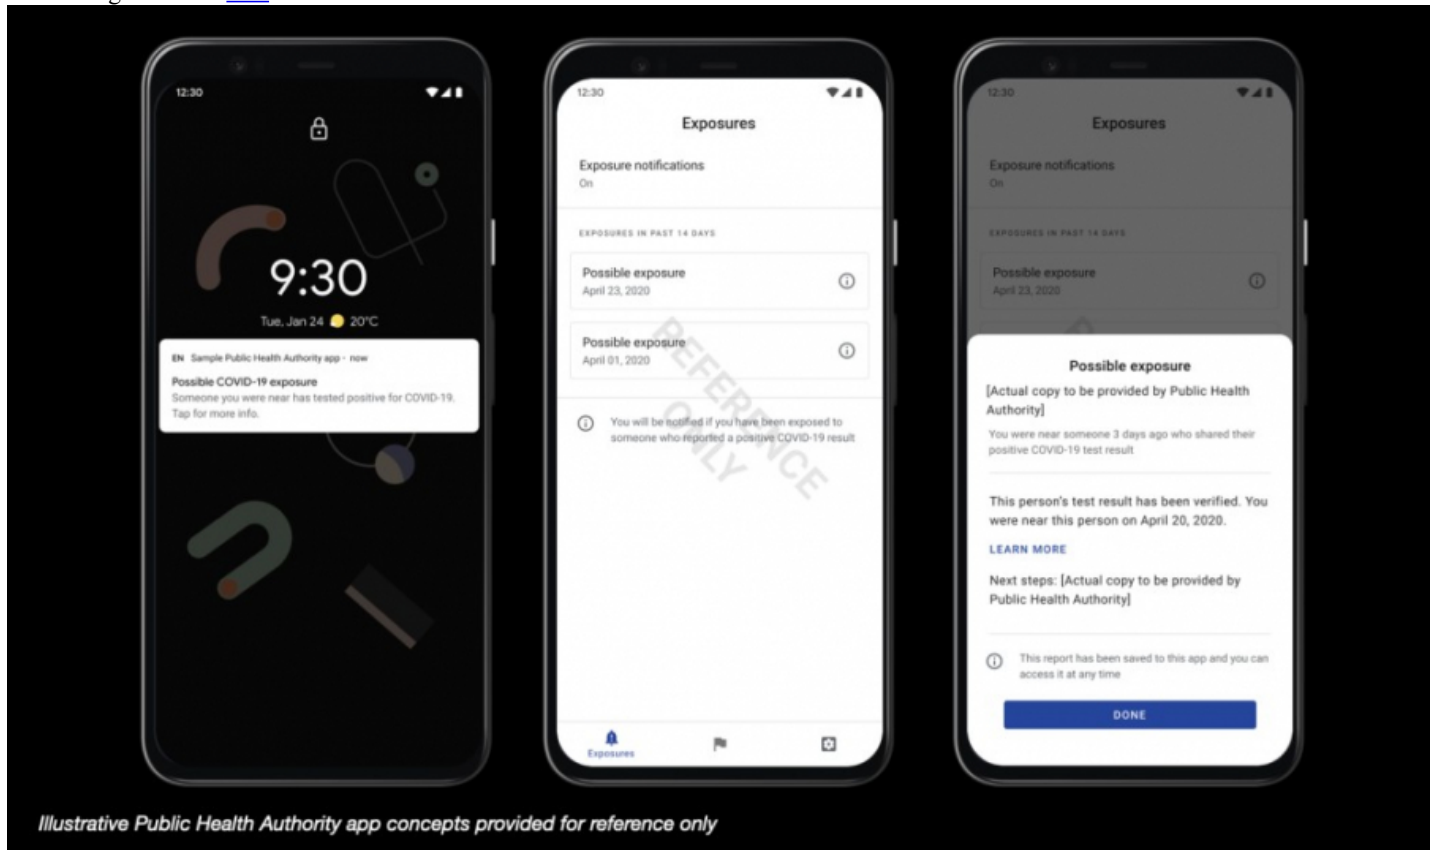 12:30
9:30
Tue, Jan 24 20°C
EN Sample Public Health Authority app - now
Possible COVID-19 exposure
Someone you were near has tested positive for COVID-19.
Tap for more info.
12:30
Exposures
Exposure notifications
On
EXPOSURES IN PAST 14 DAYS
Possible exposure
April 23, 2020
Possible exposure
April 01, 2020
REFERENCE
ONLY
You will be notified if you have been exposed to
someone who reported a positive COVID-19 result
Exposures
12:30
Exposures
Exposure notifications
On
EXPOSURES IN PAST 14 DAYS
Possible exposure
April 23, 2020
Possible exposure
[Actual copy to be provided by Public Health
Authority]
You were near someone 3 days ago who shared their
positive COVID-19 test result
This person's test result has been verified. You
were near this person on April 20, 2020.
LEARN MORE
Next steps: [Actual copy to be provided by
Public Health Authority]
This report has been saved to this app and you can
access it at any time
DONE
Illustrative Public Health Authority app concepts provided for reference only